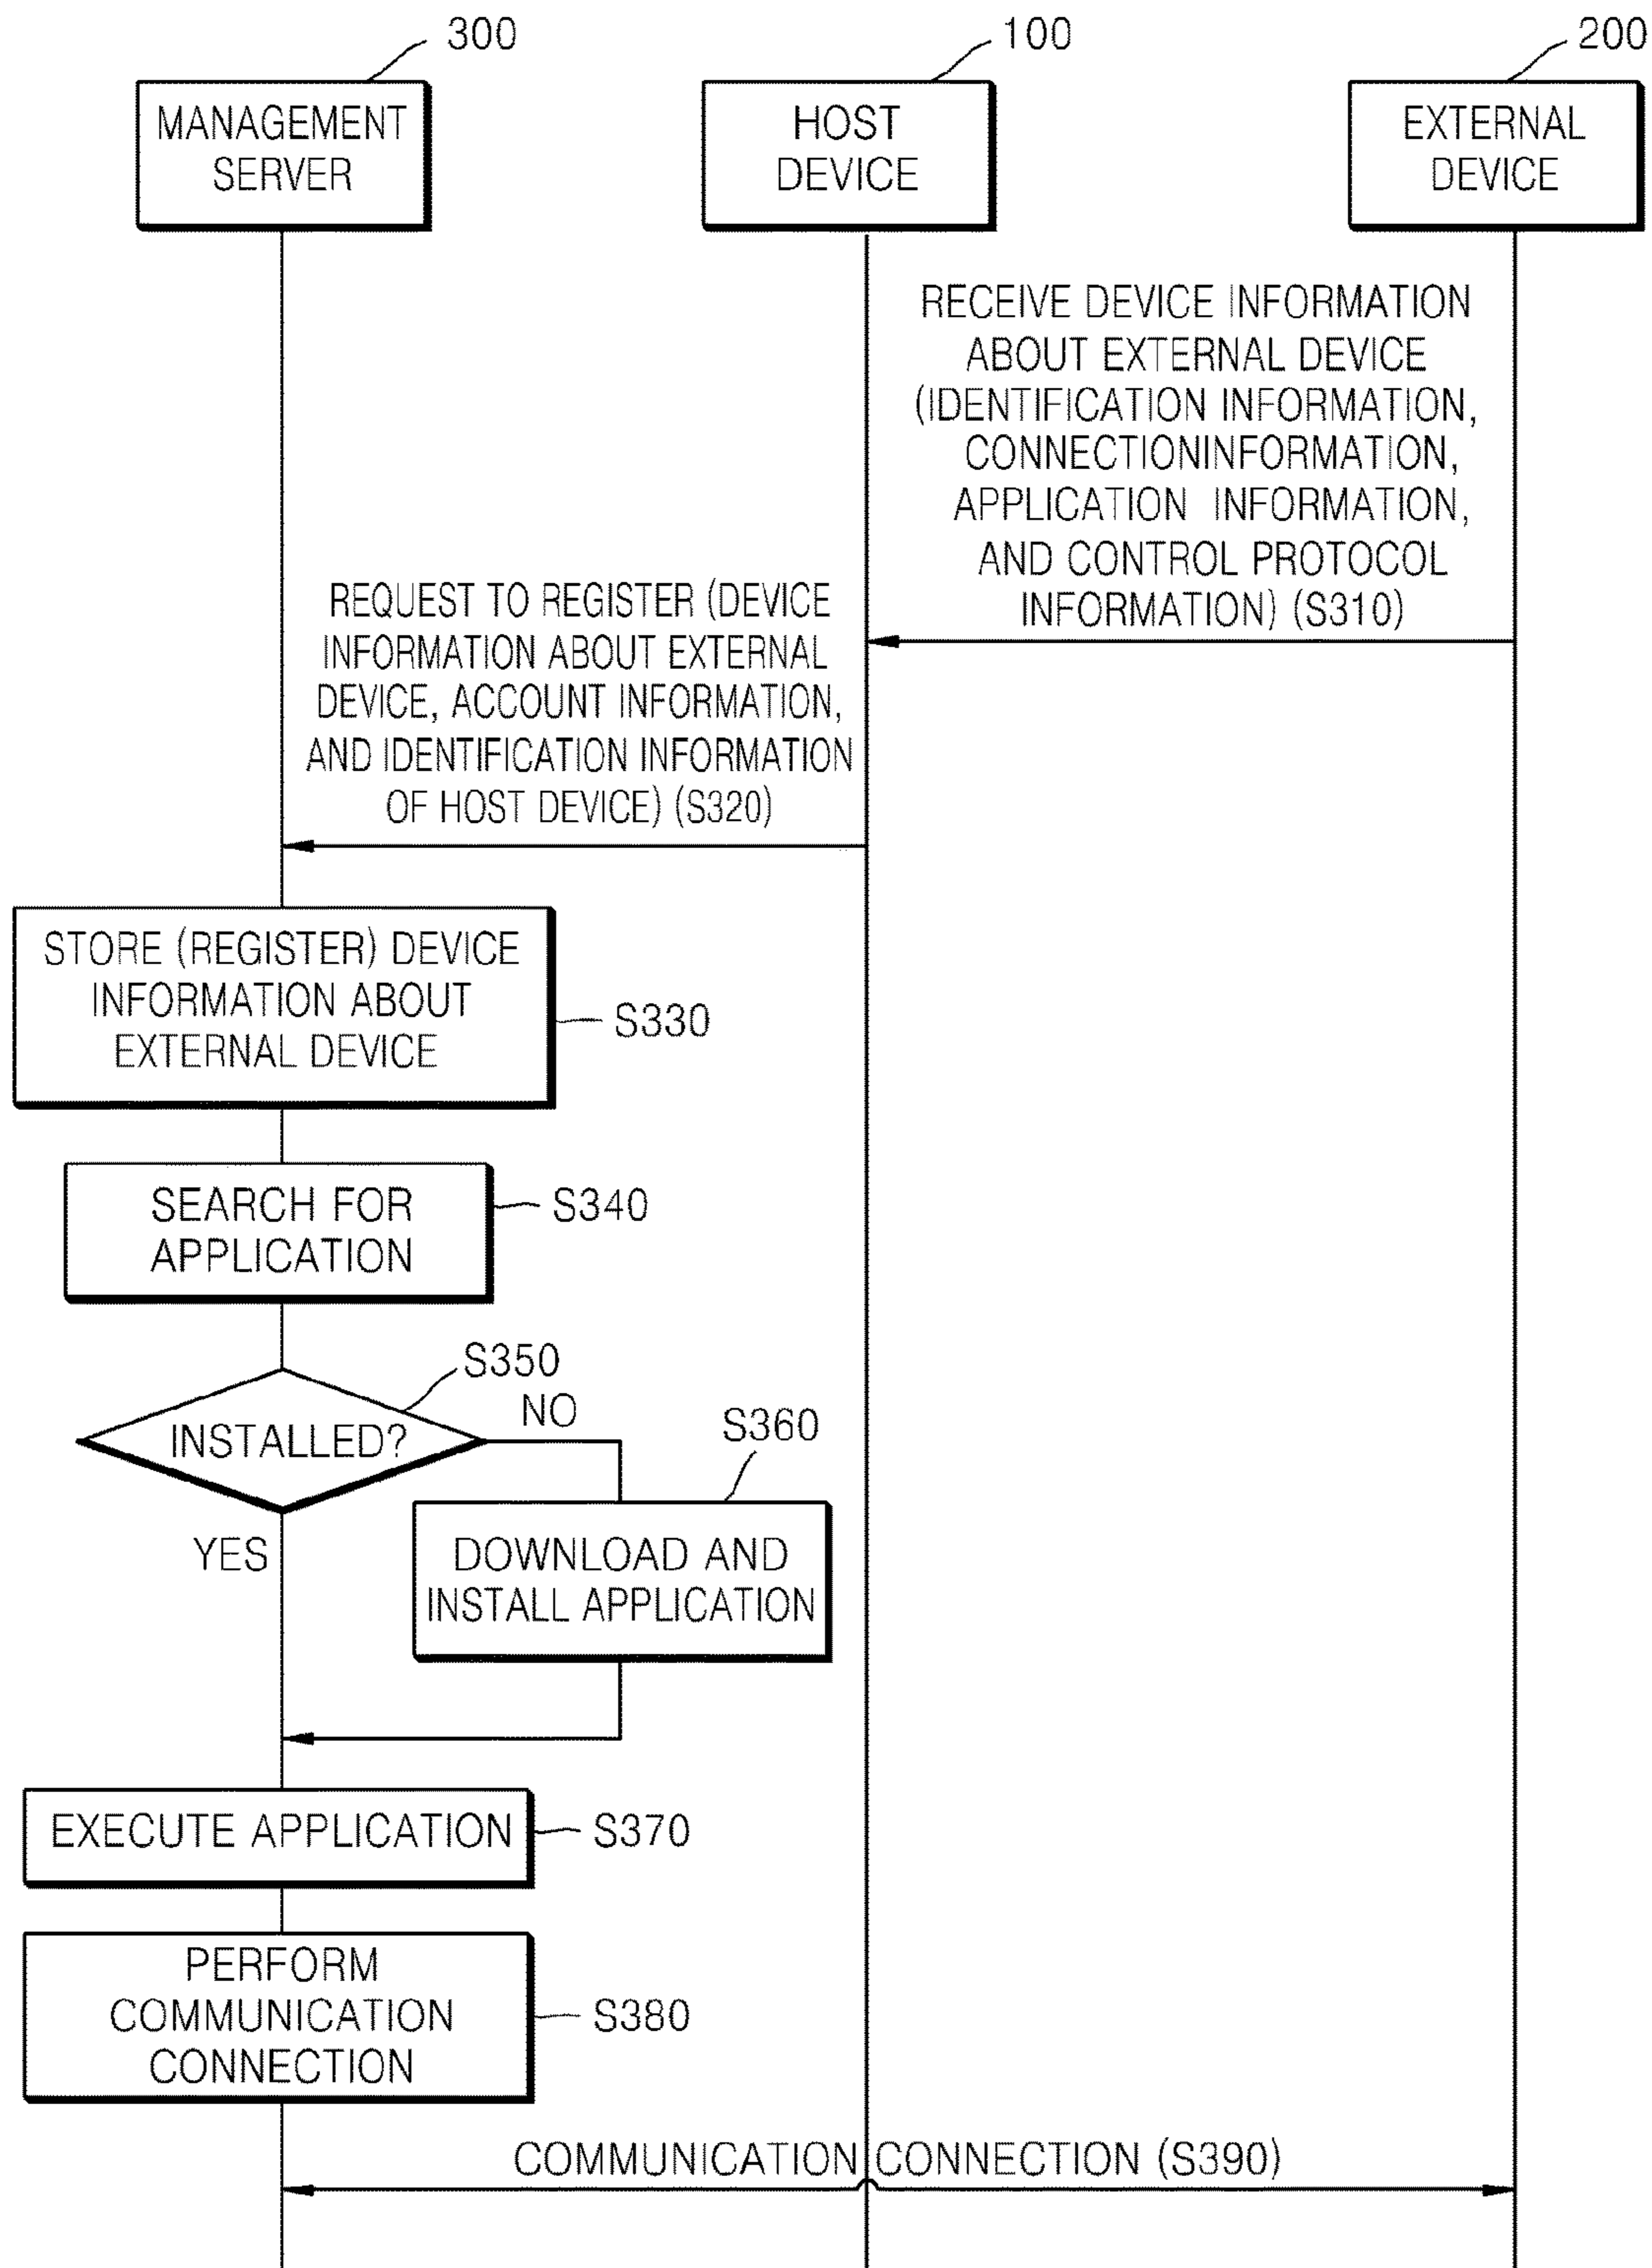 300
100
200
MANAGEMENT
SERVER
HOST
DEVICE
EXTERNAL
DEVICE
RECEIVE DEVICE INFORMATION
ABOUT EXTERNAL DEVICE
(IDENTIFICATION INFORMATION,
CONNECTIONINFORMATION,
APPLICATION INFORMATION,
AND CONTROL PROTOCOL
INFORMATION) (S310)
REQUEST TO REGISTER (DEVICE
INFORMATION ABOUT EXTERNAL
DEVICE, ACCOUNT INFORMATION,
AND IDENTIFICATION INFORMATION
OF HOST DEVICE) (S320)
STORE (REGISTER) DEVICE
INFORMATION ABOUT
EXTERNAL DEVICE
S330
SEARCH FOR
APPLICATION
S340
S350
INSTALLED?
NO
YES
S360
DOWNLOAD AND
INSTALL APPLICATION
EXECUTE APPLICATION
S370
PERFORM
COMMUNICATION
CONNECTION
S380
COMMUNICATION CONNECTION (S390)